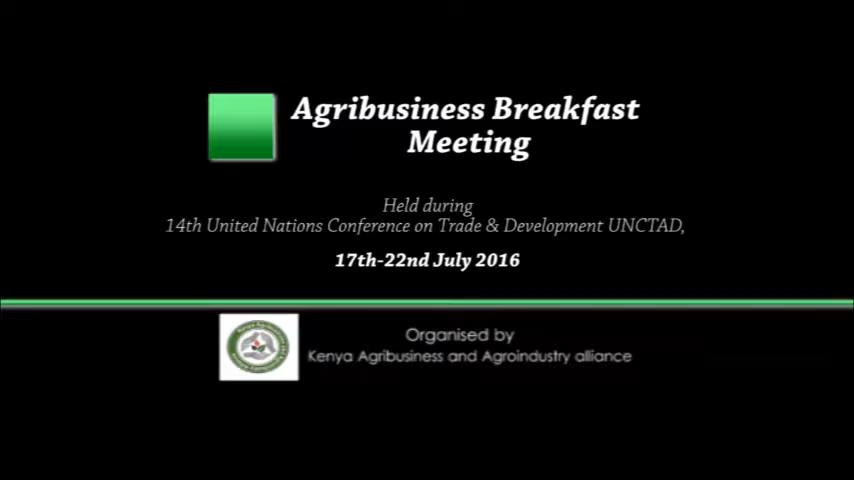 Agribusiness Breakfast
Meeting
Held during
14th United Nations Conference on Trade & Development UNCTAD,
17th-22nd July 2016
Organised by
Kenya Agribusiness and Agroindustry alliance